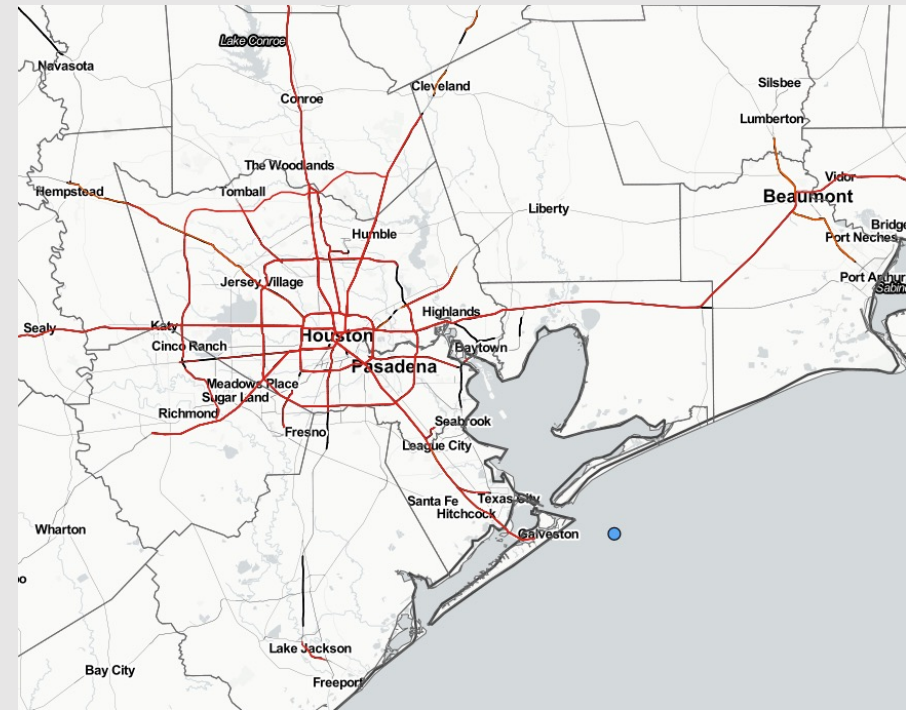 Lake Conroe
Navasota
Silsbee
Cleveland
Conroe
Lumberton
The Woodlands
Vidor
Hempstead
Tomball
Beaumont
Liberty
Bridge
Humble
Port Neches
Port Arthur
Jersey Village
Sabin
Highlands
Sealy
Katy
Houston
Cinco Ranch
Baytown
Pasadena
Meadows Place
Sugar Land
Richmond
Seabrook
Fresno
League City
Texas City
Santa Fe
Hitchcock
Wharton
Galveston
Lake Jackson
Bay City
Freeport